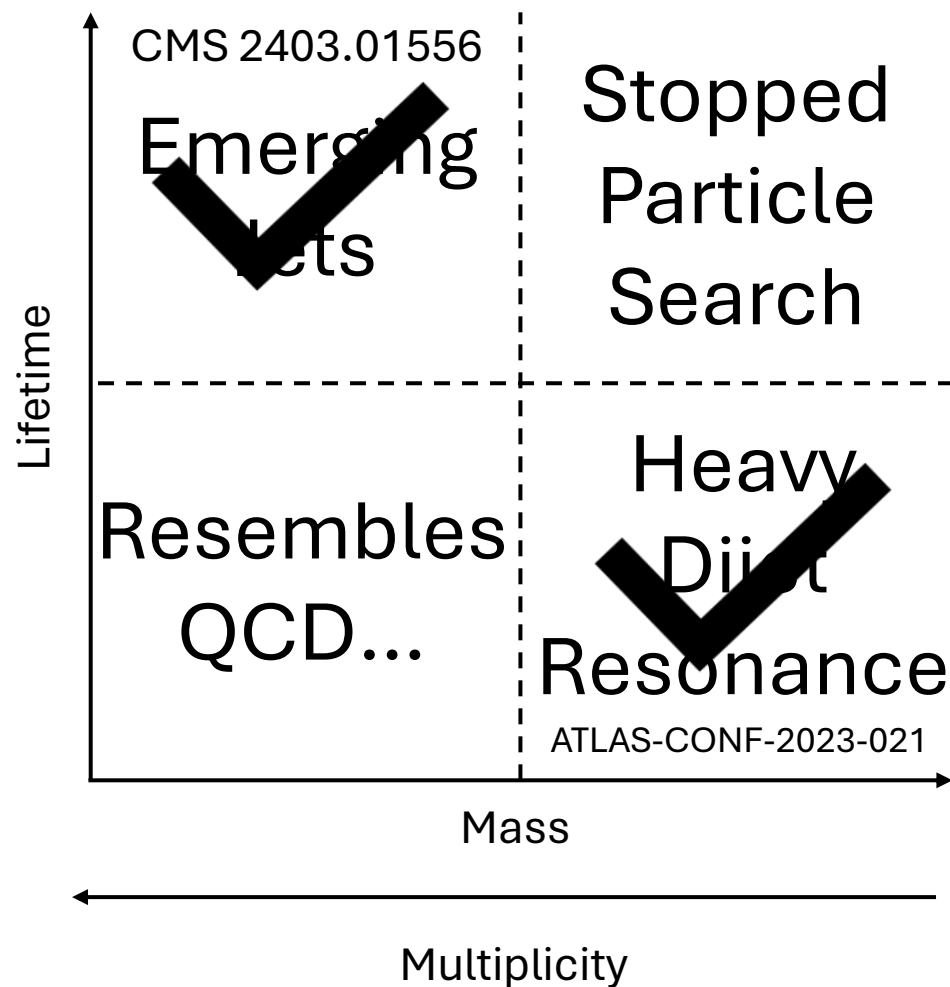 CMS 2403.01556
Emerging
Jets
Stopped
Particle
Search
Lifetime
Resembles
QCD...
Heavy
Dijet
Resonance
ATLAS-CONF-2023-021
Mass
Multiplicity